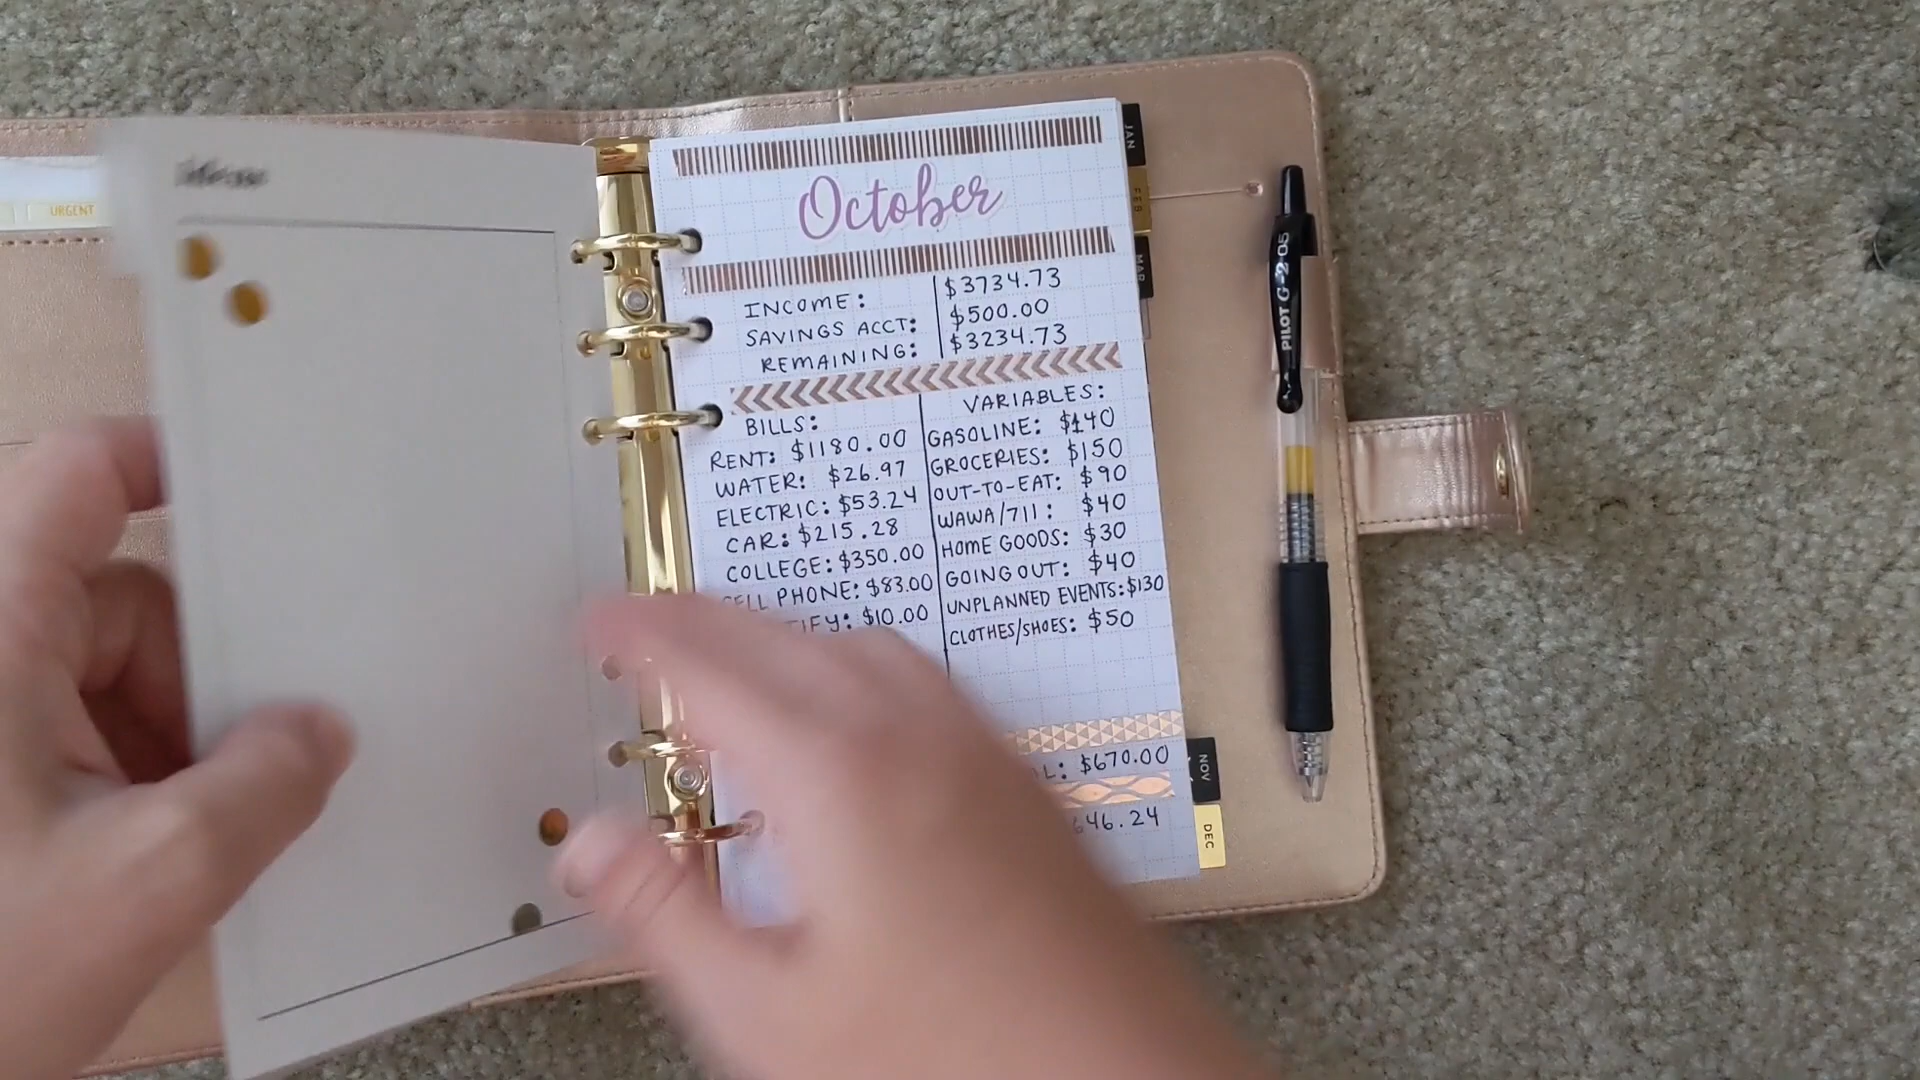 URGENT
JAN
FEB
MAR
October
INCOME: $3734.73
SAVINGS ACCT: $500.00
REMAINING: $3234.73
BILLS:
RENT: $1180.00
WATER: $26.97
ELECTRIC: $53.24
CAR: $215.28
COLLEGE: $350.00
CELL PHONE: $83.00
$10.00
VARIABLES:
GASOLINE: $140
GROCERIES: $150
OUT-TO-EAT: $90
WAWA/711: $40
HOME GOODS: $30
GOING OUT: $40
UNPLANNED EVENTS: $130
CLOTHES/SHOES: $50
$670.00
646.24
NOV
DEC
PILOT G-2 05